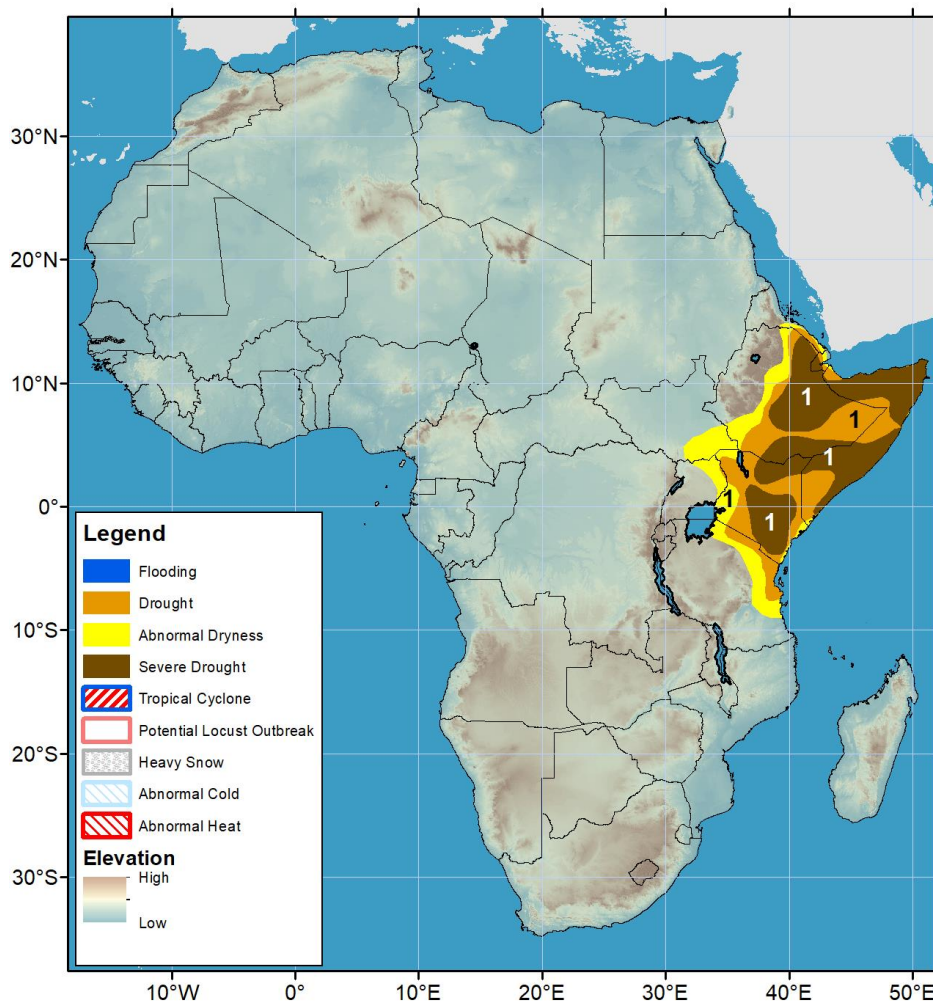 30°N
20°N
10°N
0°
10°S
20°S
30°S
1
1
1
1
1
Legend
Flooding
Drought
Abnormal Dryness
Severe Drought
Tropical Cyclone
Potential Locust Outbreak
Heavy Snow
Abnormal Cold
Abnormal Heat
Elevation
High
Low
10°W 0° 10°E 20°E 30°E 40°E 50°E